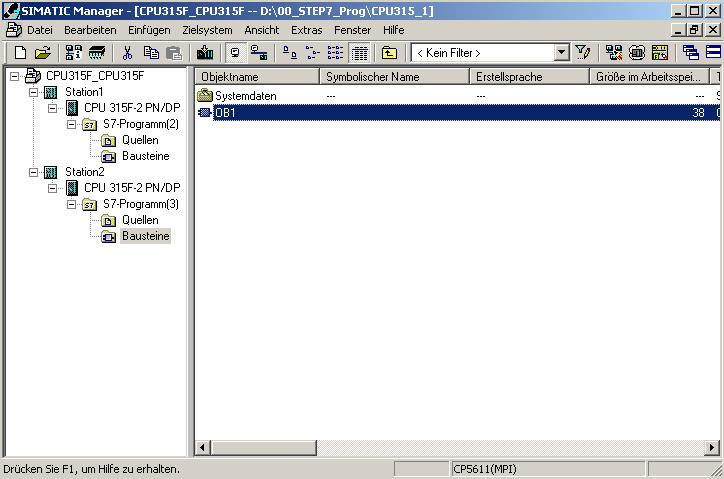 SIMATIC Manager - [CPU315F_CPU315F -- D:\00_STEP7_Prog\CPU315_1]
Datei Bearbeiten Einfügen Zielsystem Ansicht Extras Fenster Hilfe
< Kein Filter >
CPU315F_CPU315F
Station1
CPU 315F-2 PN/DP
S7-Programm(2)
Quellen
Bausteine
Station2
CPU 315F-2 PN/DP
S7-Programm(3)
Quellen
Bausteine
Objektname Symbolischer Name Erstellsprache Größe im Arbeitsspei... T
Systemdaten --- --- --- S
OB1 38
Drücken Sie F1, um Hilfe zu erhalten. CP5611(MPI)